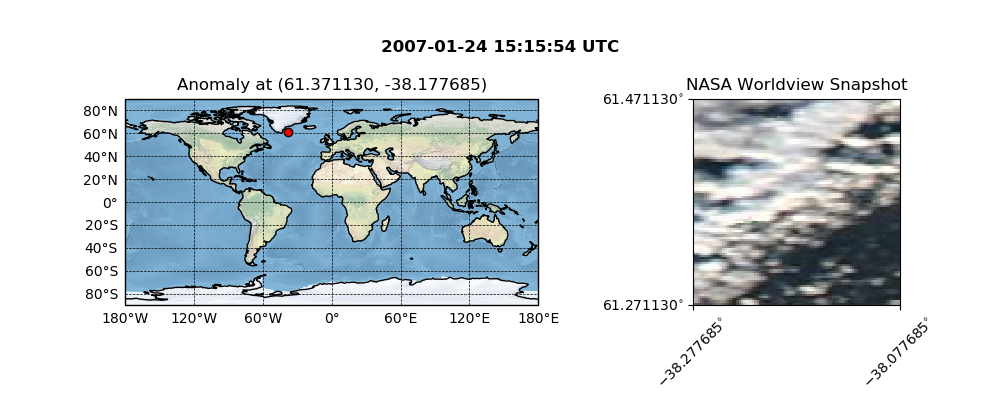 2007-01-24 15:15:54 UTC
Anomaly at (61.371130, -38.177685)
80°N
60°N
40°N
20°N
0°
20°S
40°S
60°S
80°S
180°W 120°W 60°W 0° 60°E 120°E 180°E
NASA Worldview Snapshot
61.471130°
61.271130°
−38.277685°
−38.077685°